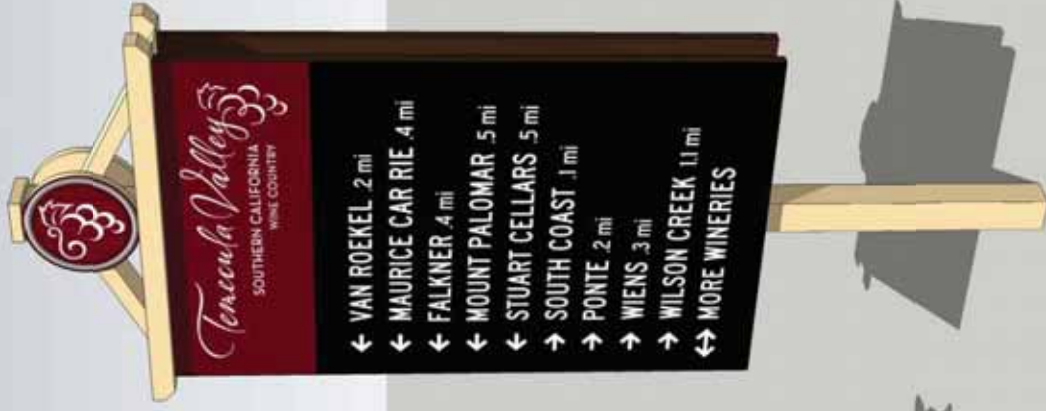 Temecula Valley
SOUTHERN CALIFORNIA
WINE COUNTRY
← VAN ROEKEL .2 mi
← MAURICE CAR RIE .4 mi
← FALKNER .4 mi
← MOUNT PALOMAR .5 mi
← STUART CELLARS .5 mi
→ SOUTH COAST .1 mi
→ PONTE .2 mi
→ WIENS .3 mi
→ WILSON CREEK 1.1 mi
↔ MORE WINERIES